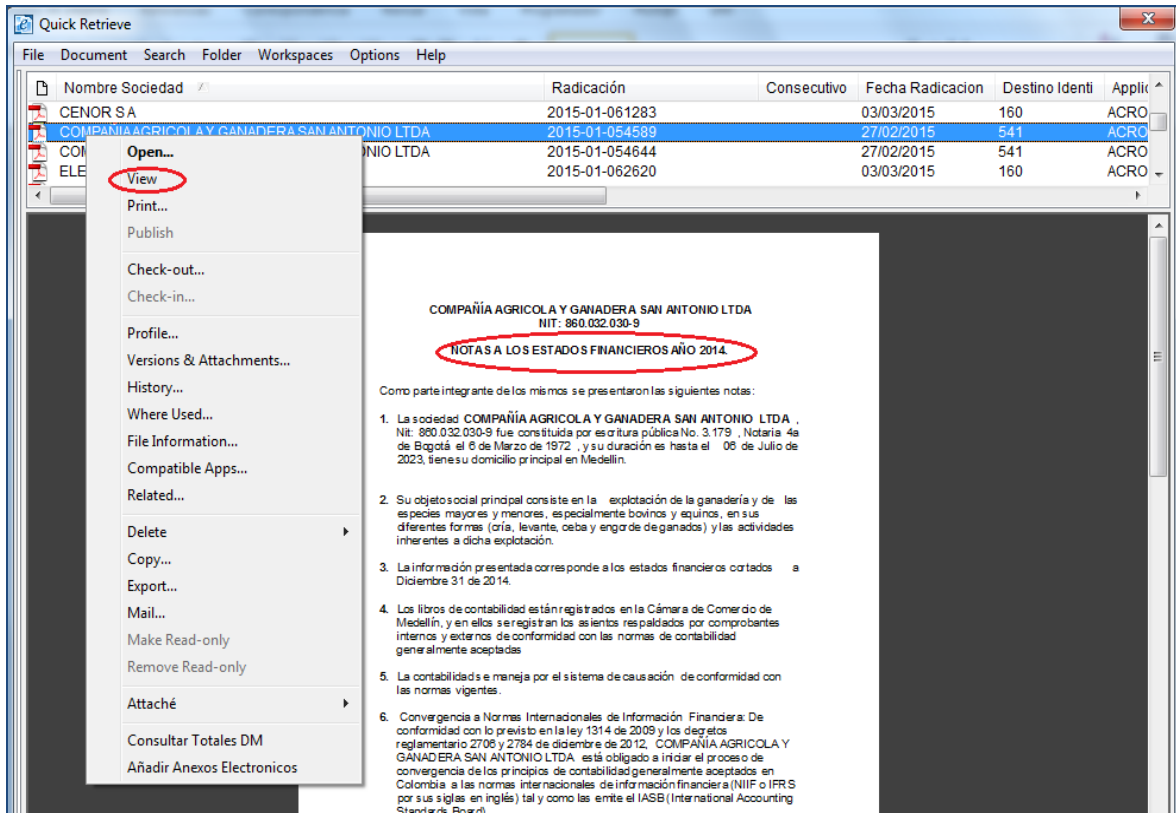 Quick Retrieve
File Document Search Folder Workspaces Options Help
Nombre Sociedad Radicación Consecutivo Fecha Radicacion Destino Identi Applic
CENOR S A 2015-01-061283 03/03/2015 160 ACRO
COMPAÑIA AGRICOLA Y GANADERA SAN ANTONIO LTDA 2015-01-054589 27/02/2015 541 ACRO
COM NIO LTDA 2015-01-054644 27/02/2015 541 ACRO
ELE 2015-01-062620 03/03/2015 160 ACRO
Open...
View
Print...
Publish
Check-out...
Check-in...
Profile...
Versions & Attachments...
History...
Where Used...
File Information...
Compatible Apps...
Related...
Delete
Copy...
Export...
Mail...
Make Read-only
Remove Read-only
Attaché
Consultar Totales DM
Añadir Anexos Electronicos
COMPAÑÍA AGRICOLA Y GANADERA SAN ANTONIO LTDA
NIT: 860.032.030-9
NOTAS A LOS ESTADOS FINANCIEROS AÑO 2014.
Como parte integrante de los mismos se presentaron las siguientes notas:
1. La sociedad COMPAÑÍA AGRICOLA Y GANADERA SAN ANTONIO LTDA ,
Nit: 860.032.030-9 fue constituida por escritura pública No. 3.179 , Notaria 4a
de Bogotá el 6 de Marzo de 1972 , y su duración es hasta el 06 de Julio de
2023, tiene su domicilio principal en Medellin.
2. Su objeto social principal consiste en la explotación de la ganadería y de las
especies mayores y menores, especialmente bovinos y equinos, en sus
diferentes formas (cría, levante, ceba y engorde de ganados) y las actividades
inherentes a dicha explotación.
3. La información presentada corresponde a los estados financieros cortados a
Diciembre 31 de 2014.
4. Los libros de contabilidad están registrados en la Cámara de Comercio de
Medellín, y en ellos se registran los asientos respaldados por comprobantes
internos y externos de conformidad con las normas de contabilidad
generalmente aceptadas
5. La contabilidad se maneja por el sistema de causación de conformidad con
las normas vigentes.
6. Convergencia a Normas Internacionales de Información Financiera: De
conformidad con lo previsto en la ley 1314 de 2009 y los decretos
reglamentario 2706 y 2784 de diciembre de 2012, COMPAÑÍA AGRICOLA Y
GANADERA SAN ANTONIO LTDA está obligado a iniciar el proceso de
convergencia de los principios de contabilidad generalmente aceptados en
Colombia a las normas internacionales de información financiera (NIIF o IFRS
por sus siglas en inglés) tal y como las emite el IASB (International Accounting
Standards Board)